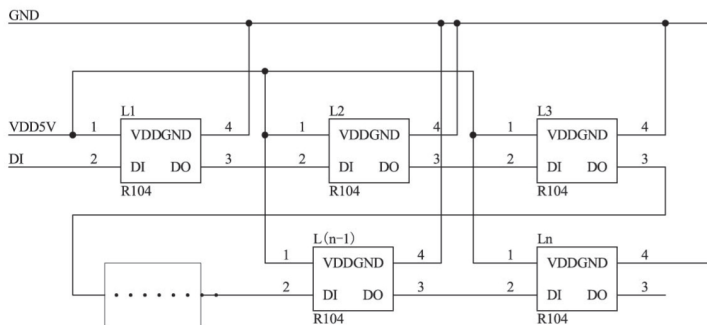 GND
L1 L2 L3
VDD5V 1 VDDGND 4 1 VDDGND 4 1 VDDGND 4
DI 2 DI DO 3 2 DI DO 3 2 DI DO 3
R104 R104 R104
L(n-1) Ln
1 VDDGND 4 1 VDDGND 4
2 DI DO 3 2 DI DO 3
R104 R104